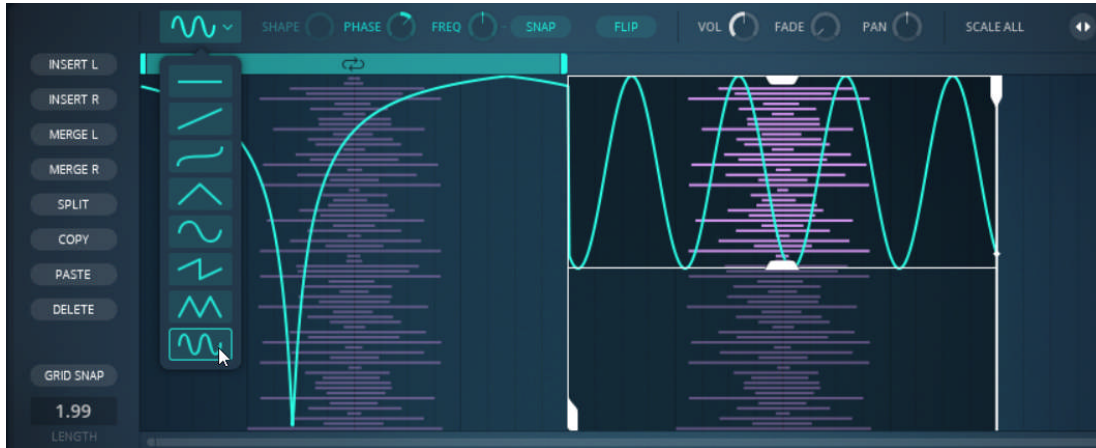 SHAPE PHASE FREQ SNAP FLIP VOL FADE PAN SCALE ALL
INSERT L
INSERT R
MERGE L
MERGE R
SPLIT
COPY
PASTE
DELETE
GRID SNAP
1.99
LENGTH